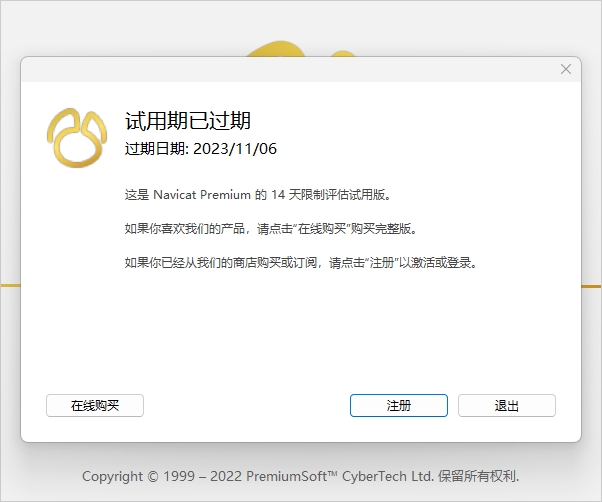 试用期已过期
过期日期: 2023/11/06
这是 Navicat Premium 的 14 天限制评估试用版。
如果你喜欢我们的产品，请点击“在线购买”购买完整版。
如果你已经从我们的商店购买或订阅，请点击“注册”以激活或登录。
在线购买
注册
退出
Copyright © 1999 – 2022 PremiumSoft™ CyberTech Ltd. 保留所有权利.